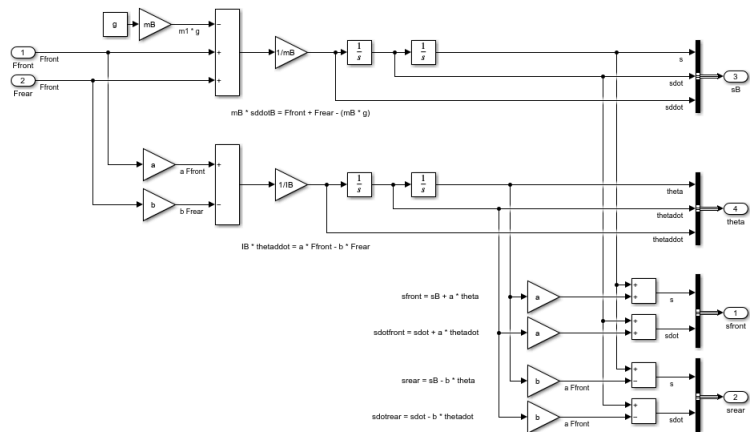 g
mB
m1 * g
−
+
+
1/mB
1
s
1
s
1
Ffront
Ffront
2
Frear
Ffront
s
sdot
sddot
3
sB
mB * sddotB = Ffront + Frear - (mB * g)
a
a Ffront
+
b
b Frear
−
1/IB
1
s
1
s
theta
thetadot
thetaddot
4
theta
IB * thetaddot = a * Ffront - b * Frear
sfront = sB + a * theta
a
+
+
s
sdotfront = sdot + a * thetadot
a
+
+
sdot
1
sfront
srear = sB - b * theta
b
a Ffront
+
−
s
sdotrear = sdot - b * thetadot
b
a Ffront
+
−
sdot
2
srear